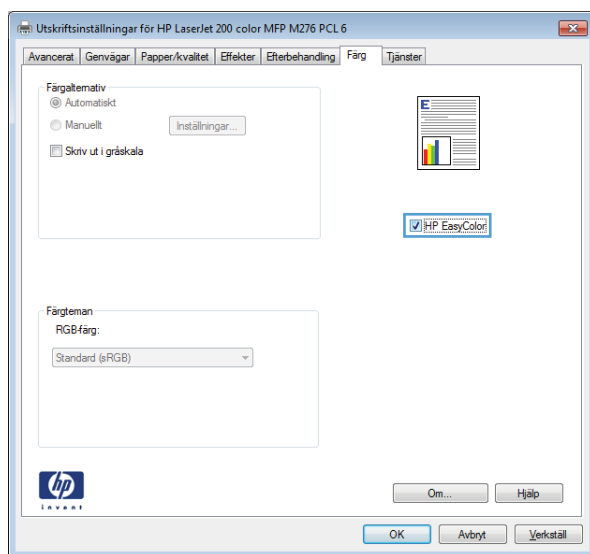 Utskriftsinställningar för HP LaserJet 200 color MFP M276 PCL 6
Avancerat Genvägar Papper/kvalitet Effekter Efterbehandling Färg Tjänster
Färgalternativ
Automatiskt
Manuellt Inställningar...
Skriv ut i gråskala
E
HP EasyColor
Färgteman
RGB-färg:
Standard (sRGB)
hp
invent
Om... Hjälp
OK Avbryt Verkställ